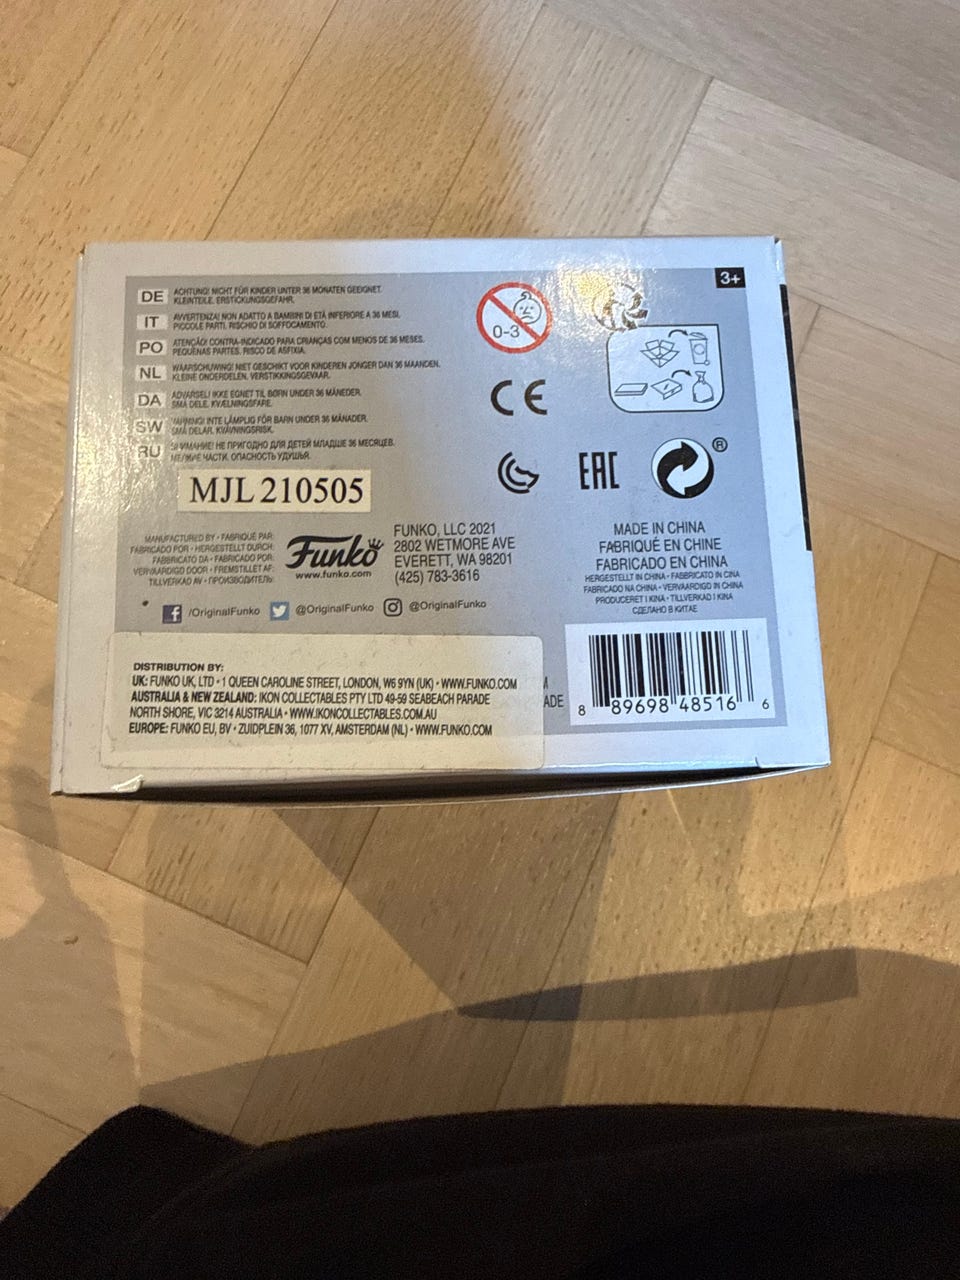 3+
DE ACHTUNG! NICHT FÜR KINDER UNTER 36 MONATEN GEEIGNET.
KLEINTEILE. ERSTICKUNGSGEFAHR.
IT AVVERTENZA! NON ADATTO A BAMBINI DI ETÀ INFERIORE A 36 MESI.
PICCOLE PARTI. RISCHIO DI SOFFOCAMENTO.
PO ATENÇÃO! CONTRA-INDICADO PARA CRIANÇAS COM MENOS DE 36 MESES.
PEQUENAS PARTES. RISCO DE ASFIXIA.
NL WAARSCHUWING! NIET GESCHIKT VOOR KINDEREN JONGER DAN 36 MAANDEN.
KLEINE ONDERDELEN. VERSTIKKINGSGEVAAR.
DA ADVARSEL! IKKE EGNET TIL BØRN UNDER 36 MÅNEDER.
SMÅ DELE. KVÆLNINGSFARE.
SW VARNING! INTE LÄMPLIG FÖR BARN UNDER 36 MÅNADER.
SMÅ DELAR. KVÄVNINGSRISK.
RU ВНИМАНИЕ! НЕ ПРИГОДНО ДЛЯ ДЕТЕЙ МЛАДШЕ 36 МЕСЯЦЕВ.
МЕЛКИЕ ЧАСТИ. ОПАСНОСТЬ УДУШЬЯ.
0-3
CE
EAC
®
MJL 210505
MANUFACTURED BY • FABRIQUÉ PAR:
FABRICADO POR • HERGESTELLT DURCH:
FABBRICATO DA • FABRICADO POR:
VERVAARDIGD DOOR • FREMSTILLET AF:
TILLVERKAD AV • ПРОИЗВОДИТЕЛЬ:
Funko
www.funko.com
FUNKO, LLC 2021
2802 WETMORE AVE
EVERETT, WA 98201
(425) 783-3616
MADE IN CHINA
FABRIQUÉ EN CHINE
FABRICADO EN CHINA
HERGESTELLT IN CHINA • FABBRICATO IN CINA
FABRICADO NA CHINA • VERVAARDIGD IN CHINA
PRODUCERET I KINA • TILLVERKAD I KINA
СДЕЛАНО В КИТАЕ
/OriginalFunko @OriginalFunko @OriginalFunko
DISTRIBUTION BY:
UK: FUNKO UK, LTD • 1 QUEEN CAROLINE STREET, LONDON, W6 9YN (UK) • WWW.FUNKO.COM
AUSTRALIA & NEW ZEALAND: IKON COLLECTABLES PTY LTD 49-59 SEABEACH PARADE
NORTH SHORE, VIC 3214 AUSTRALIA • WWW.IKONCOLLECTABLES.COM.AU
EUROPE: FUNKO EU, BV • ZUIDPLEIN 36, 1077 XV, AMSTERDAM (NL) • WWW.FUNKO.COM
M
ADE
8 89698 48516 6